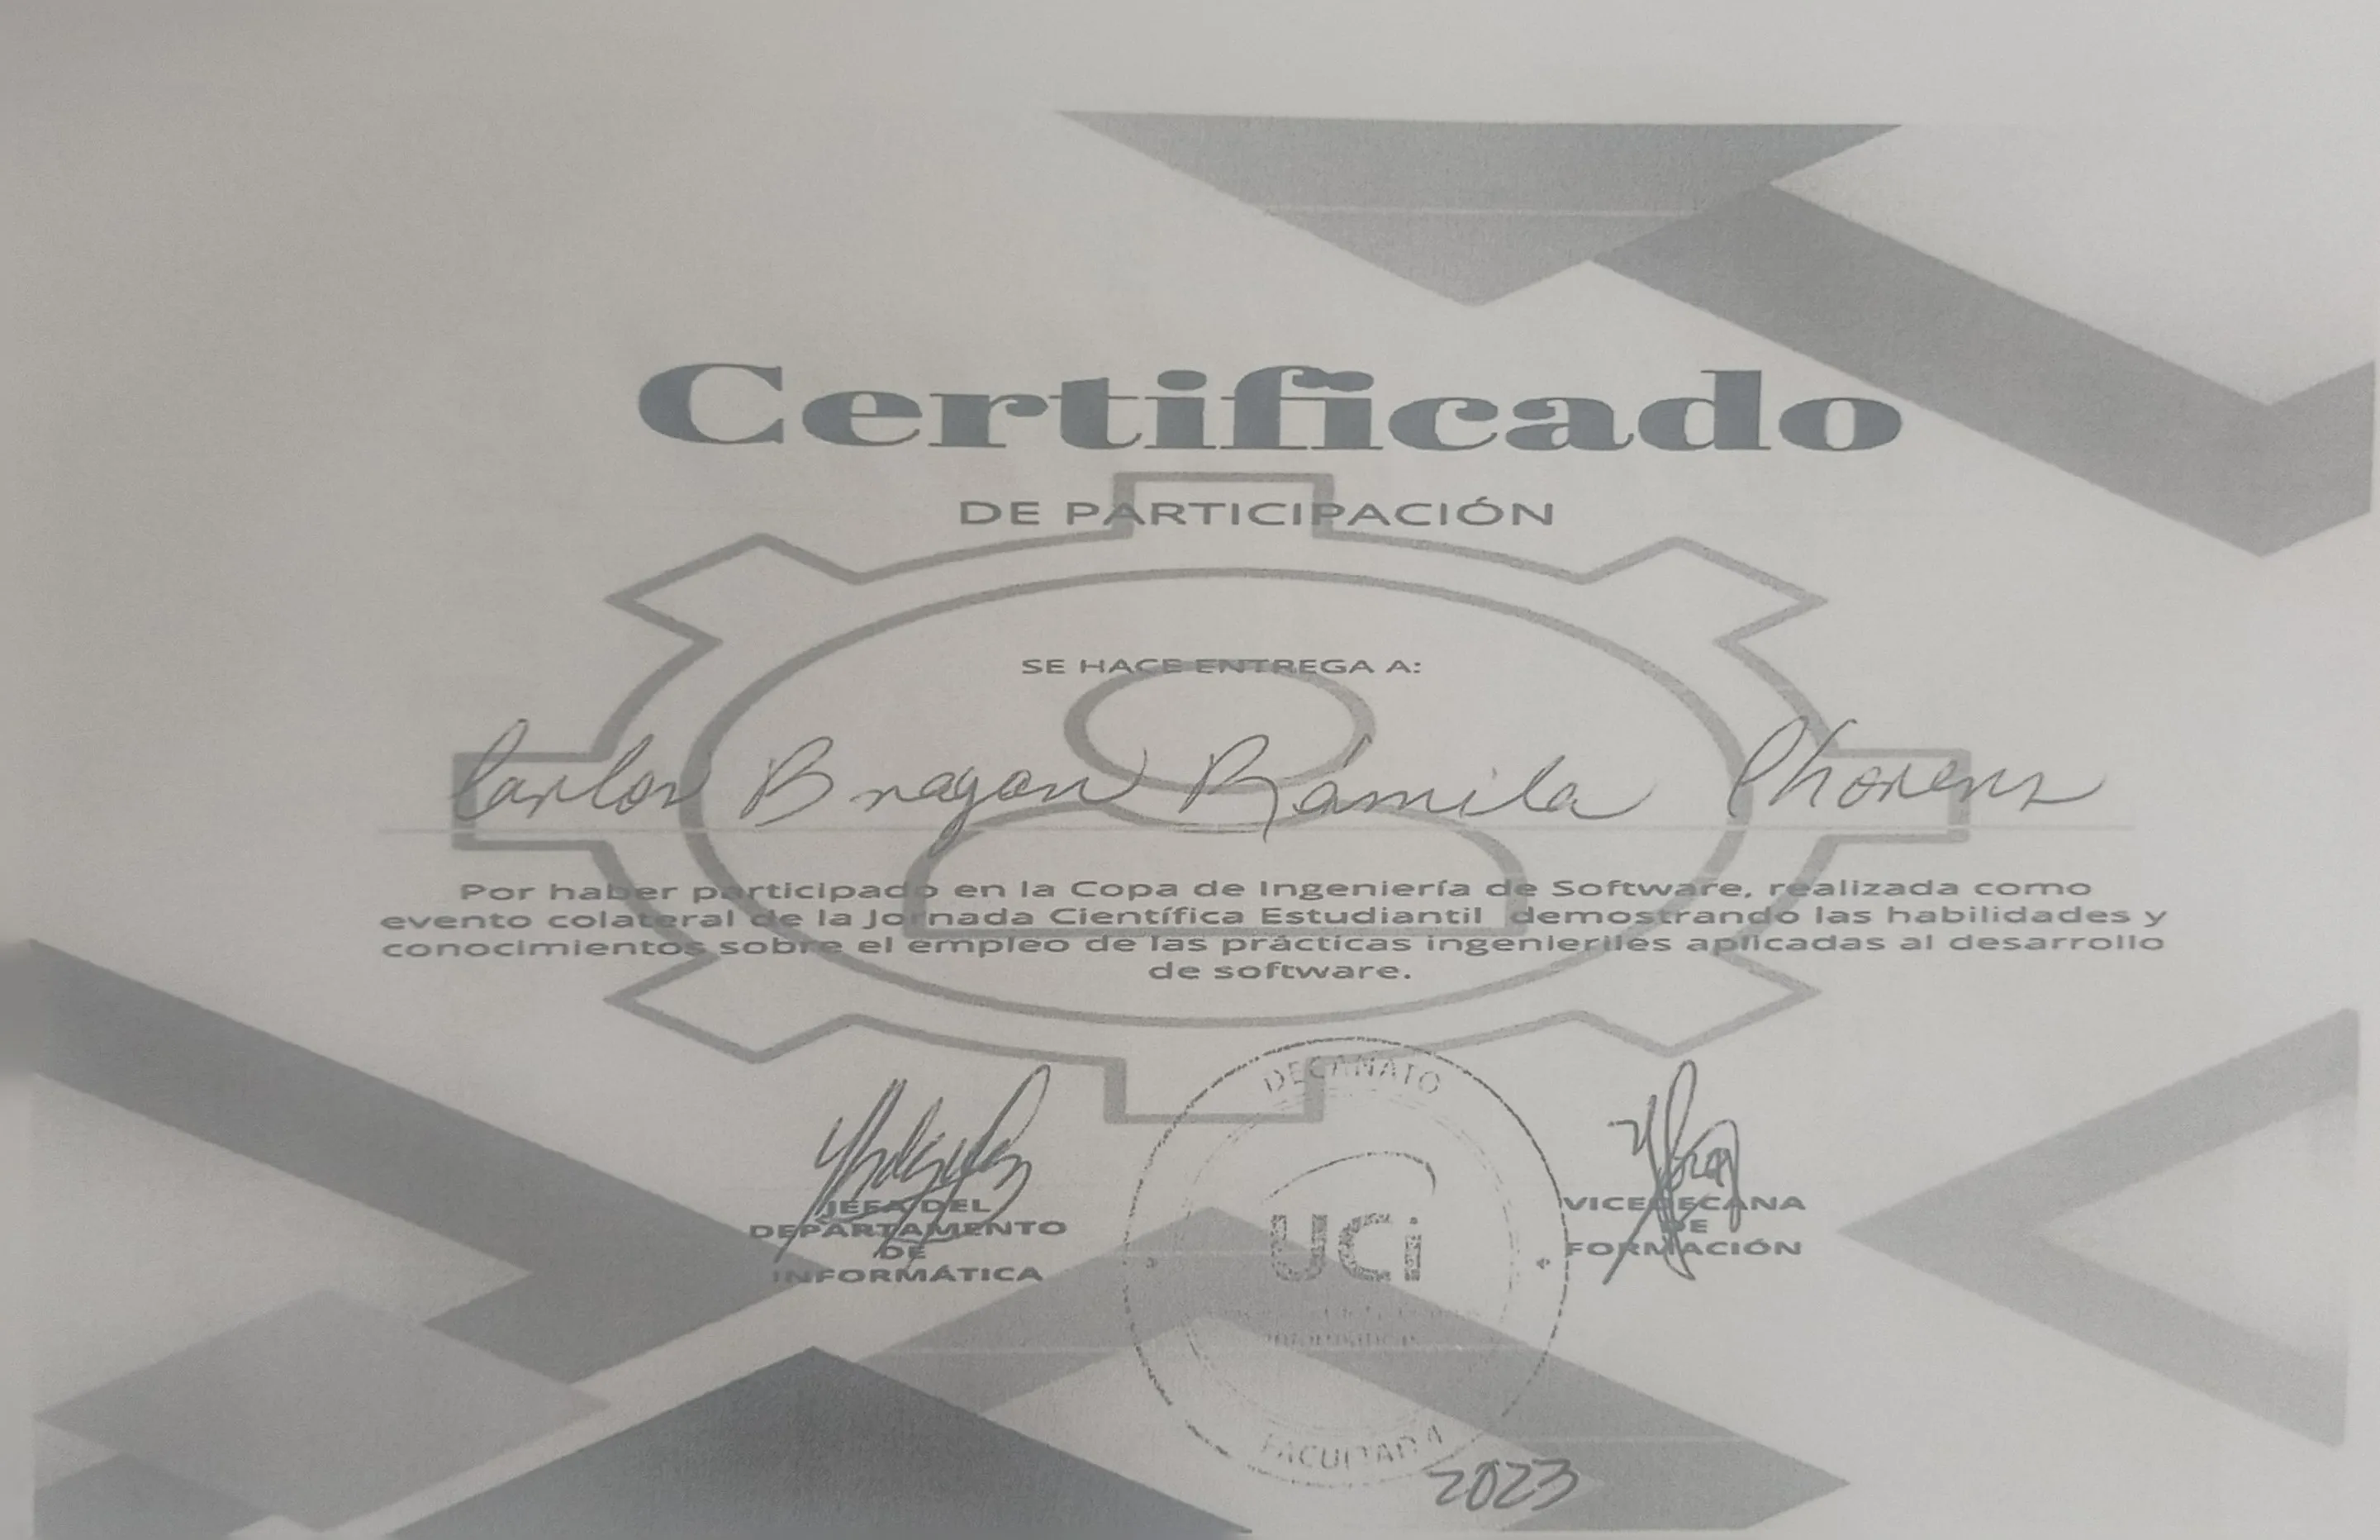 Certificado
DE PARTICIPACIÓN
SE HACE ENTREGA A:
Carlos Brayan Rámila Chorens
Por haber participado en la Copa de Ingeniería de Software, realizada como
evento colateral de la Jornada Científica Estudiantil demostrando las habilidades y
conocimientos sobre el empleo de las prácticas ingenieriles aplicadas al desarrollo
de software.
JEFA DEL
DEPARTAMENTO
DE
INFORMÁTICA
DECANATO
UCi
Informáticas
FACULTAD 4
VICEDECANA
DE
FORMACIÓN
2023